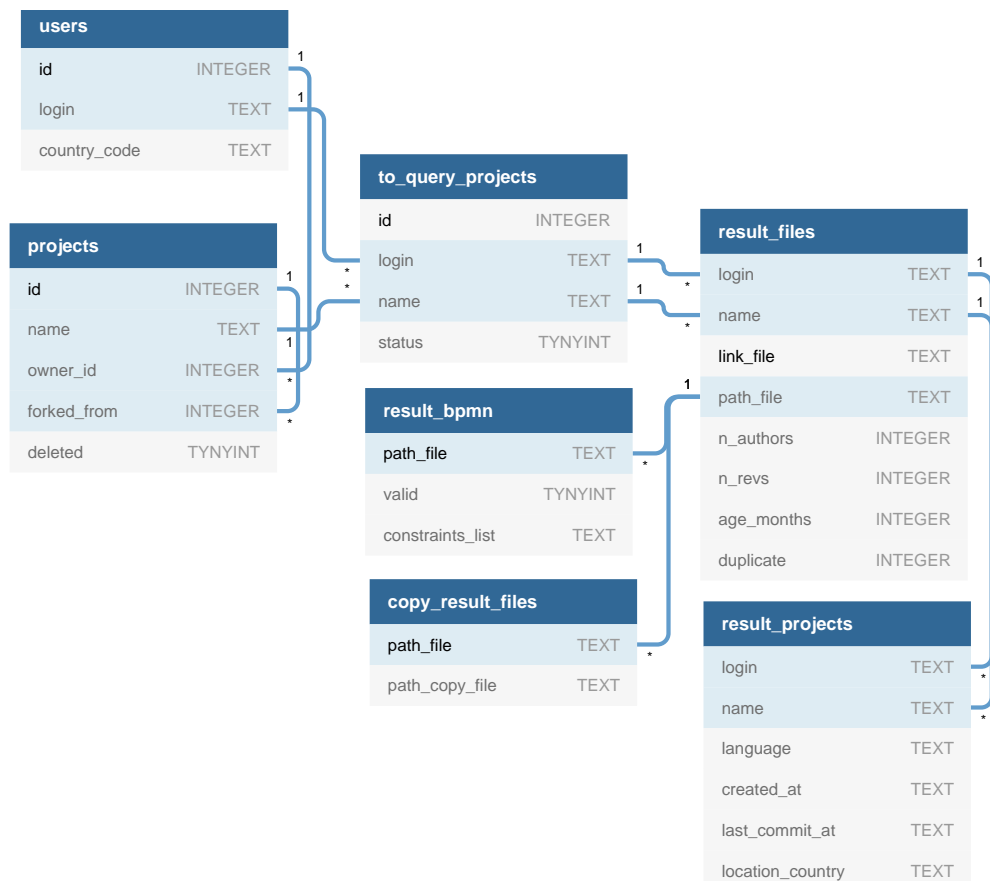 users
id INTEGER
login TEXT
country_code TEXT
1
1
projects
id INTEGER
name TEXT
owner_id INTEGER
forked_from INTEGER
deleted TYNYINT
1
1
*
*
to_query_projects
id INTEGER
login TEXT
name TEXT
status TYNYINT
*
*
1
1
result_bpmn
path_file TEXT
valid TYNYINT
constraints_list TEXT
*
copy_result_files
path_file TEXT
path_copy_file TEXT
*
result_files
login TEXT
name TEXT
link_file TEXT
path_file TEXT
n_authors INTEGER
n_revs INTEGER
age_months INTEGER
duplicate INTEGER
*
*
1
1
1
result_projects
login TEXT
name TEXT
language TEXT
created_at TEXT
last_commit_at TEXT
location_country TEXT
*
*